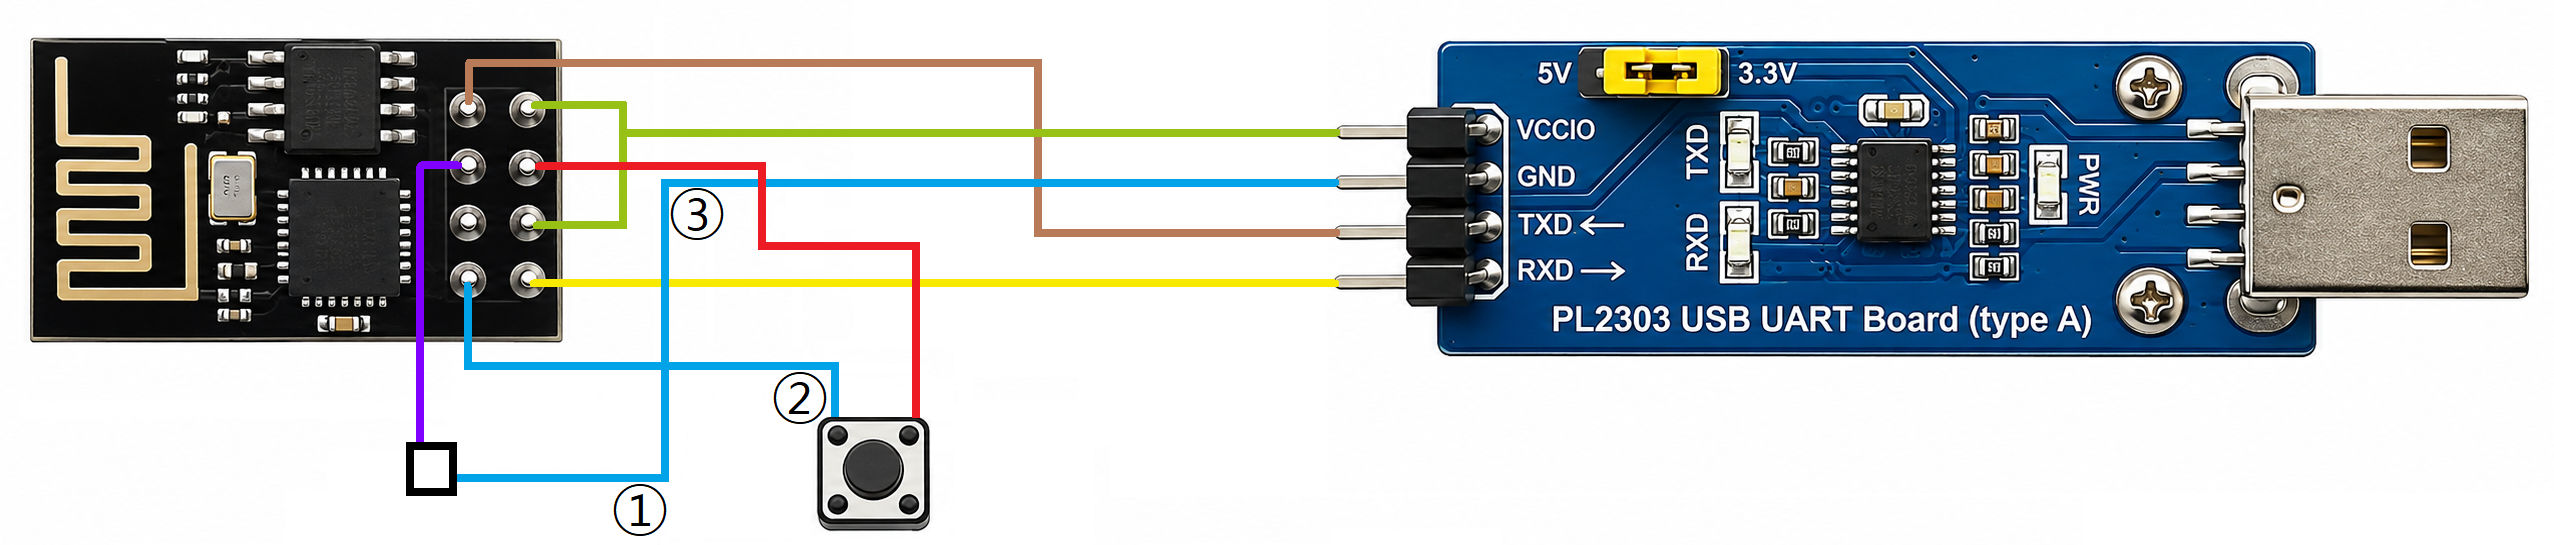 5V
3.3V
VCCIO
GND
TXD ←
RXD →
TXD
RXD
PWR
PL2303 USB UART Board (type A)
③
②
①